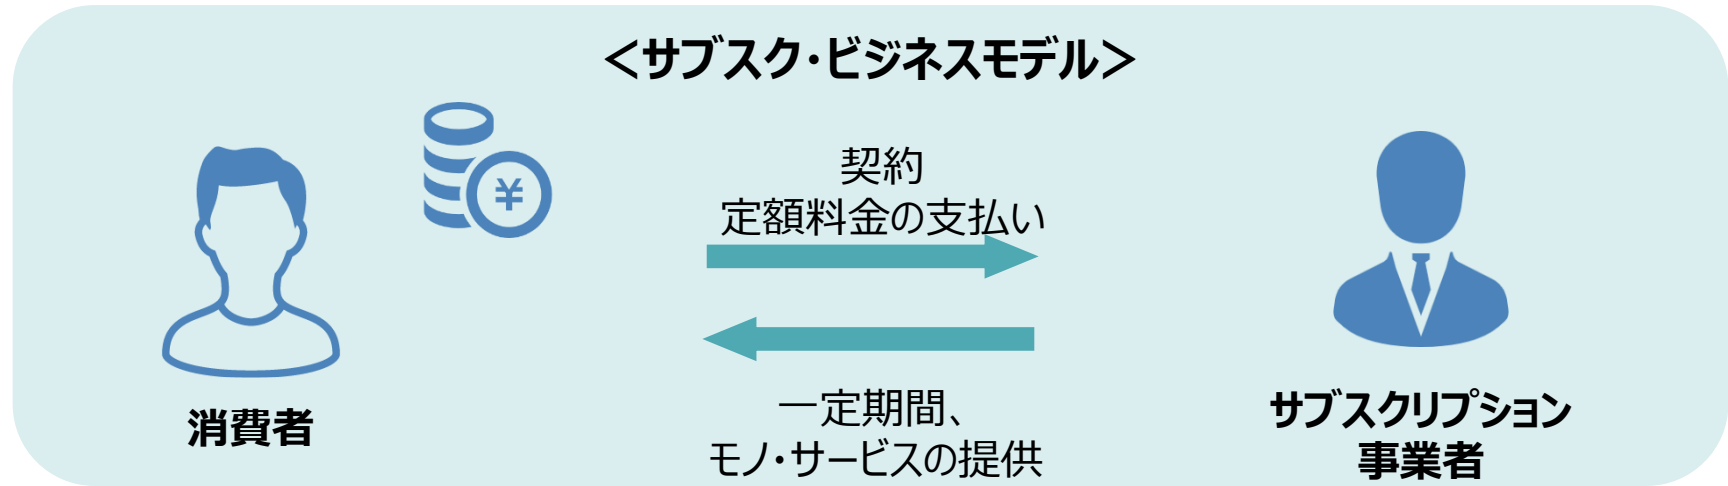 ＜サブスク・ビジネスモデル＞
¥
契約
定額料金の支払い
一定期間、
モノ・サービスの提供
消費者
サブスクリプション
事業者